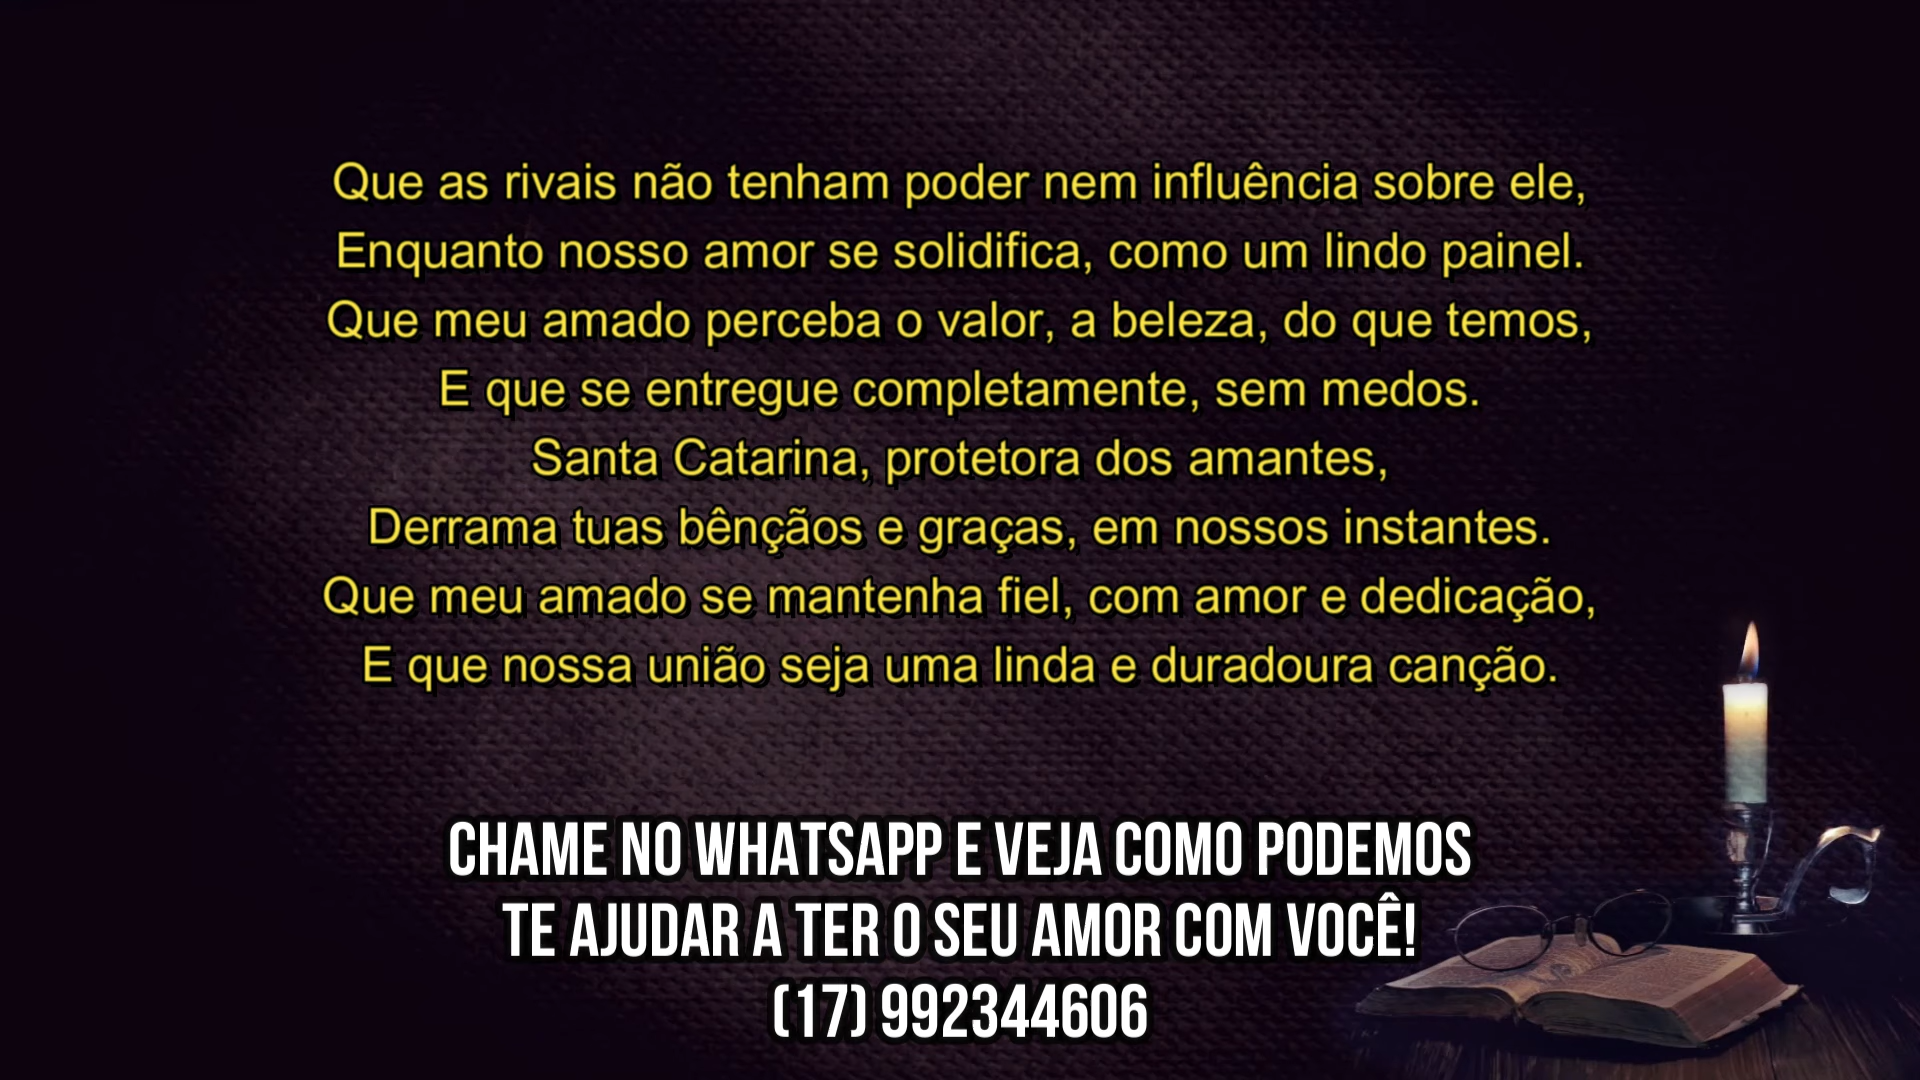 Que as rivais não tenham poder nem influência sobre ele,
Enquanto nosso amor se solidifica, como um lindo painel.
Que meu amado perceba o valor, a beleza, do que temos,
E que se entregue completamente, sem medos.
Santa Catarina, protetora dos amantes,
Derrama tuas bênçãos e graças, em nossos instantes.
Que meu amado se mantenha fiel, com amor e dedicação,
E que nossa união seja uma linda e duradoura canção.
CHAME NO WHATSAPP E VEJA COMO PODEMOS
TE AJUDAR A TER O SEU AMOR COM VOCÊ!
(17) 992344606